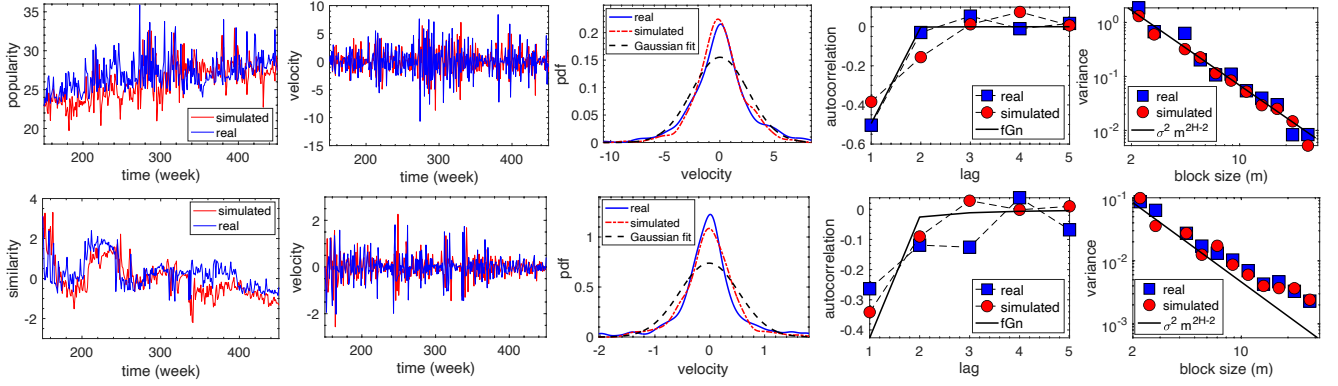 popularity
35
30
25
20
simulated
real
200
300
400
time (week)
velocity
10
5
0
-5
-10
-15
200
300
400
time (week)
pdf
0.2
0.15
0.1
0.05
0
real
simulated
Gaussian fit
-10
-5
0
5
velocity
autocorrelation
0
-0.2
-0.4
-0.6
real
simulated
fGn
1
2
3
4
5
lag
variance
10^0
10^-1
10^-2
real
simulated
σ^2 m^2H-2
2
10
block size (m)
similarity
4
2
0
-2
simulated
real
200
300
400
time (week)
velocity
2
1
0
-1
-2
200
300
400
time (week)
pdf
1
0.5
0
real
simulated
Gaussian fit
-2
-1
0
1
velocity
autocorrelation
0
-0.1
-0.2
-0.3
-0.4
real
simulated
fGn
1
2
3
4
5
lag
variance
10^-1
10^-2
10^-3
real
simulated
σ^2 m^2H-2
2
10
block size (m)